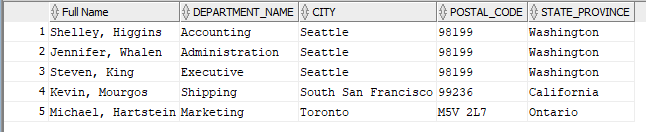 Full Name DEPARTMENT_NAME CITY POSTAL_CODE STATE_PROVINCE
1 Shelley, Higgins Accounting Seattle 98199 Washington
2 Jennifer, Whalen Administration Seattle 98199 Washington
3 Steven, King Executive Seattle 98199 Washington
4 Kevin, Mourgos Shipping South San Francisco 99236 California
5 Michael, Hartstein Marketing Toronto M5V 2L7 Ontario